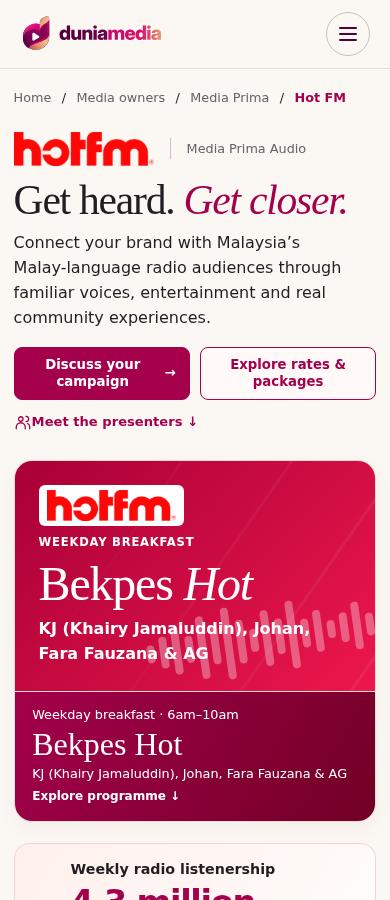 duniamedia
Home / Media owners / Media Prima / Hot FM
hotfm
Media Prima Audio
Get heard. Get closer.
Connect your brand with Malaysia’s
Malay-language radio audiences through
familiar voices, entertainment and real
community experiences.
Discuss your
campaign →
Explore rates &
packages
Meet the presenters ↓
hotfm
WEEKDAY BREAKFAST
Bekpes Hot
KJ (Khairy Jamaluddin), Johan,
Fara Fauzana & AG
Weekday breakfast · 6am–10am
Bekpes Hot
KJ (Khairy Jamaluddin), Johan, Fara Fauzana & AG
Explore programme ↓
Weekly radio listenership
4.3 million